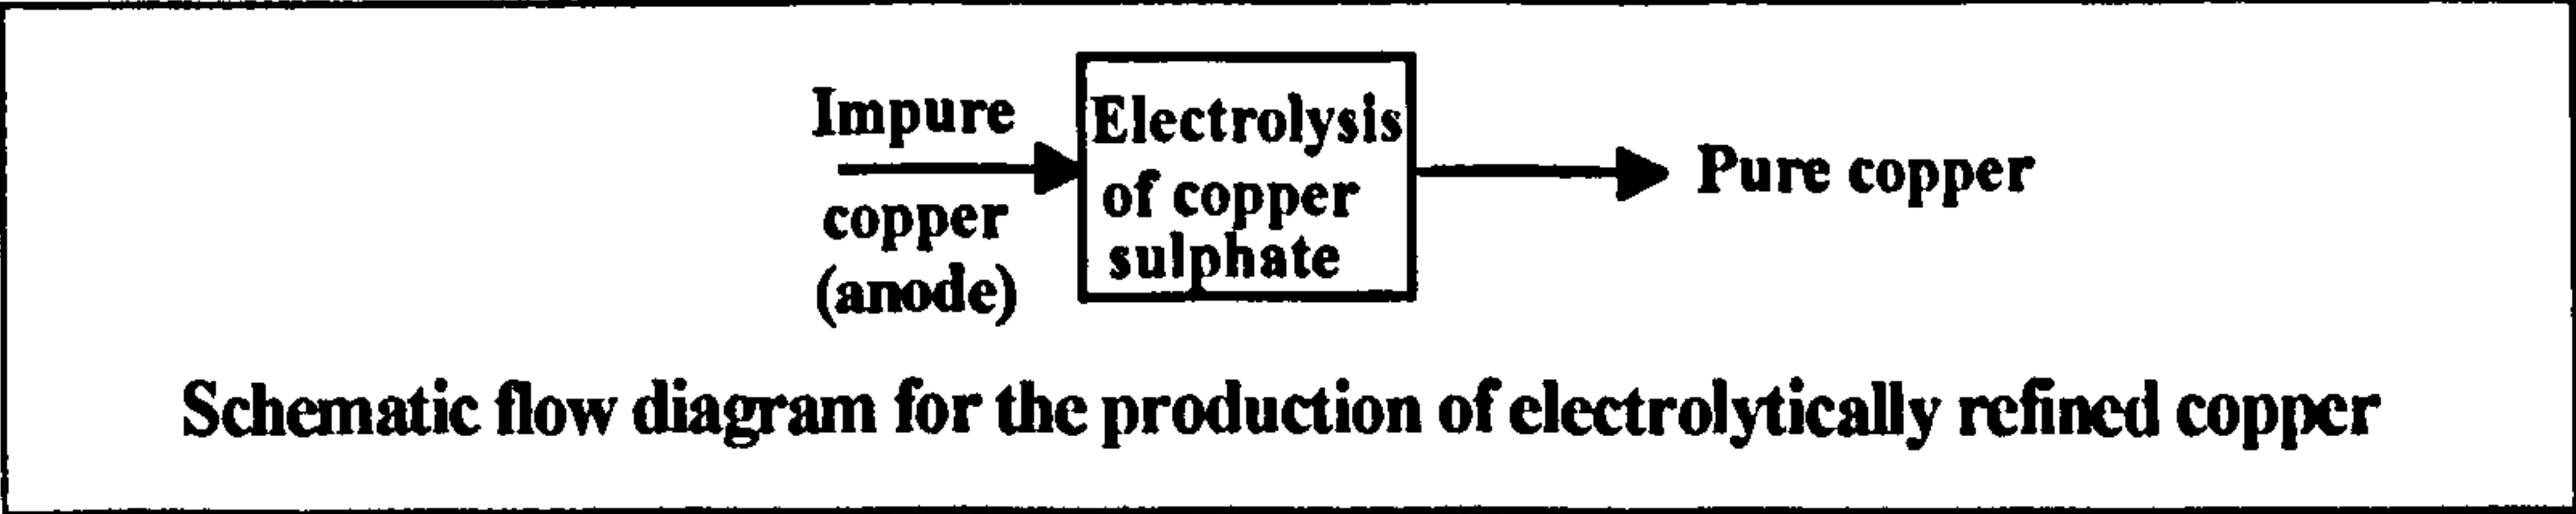 Impure
copper
(anode)
Electrolysis
of copper
sulphate
Pure copper
Schematic flow diagram for the production of electrolytically refined copper